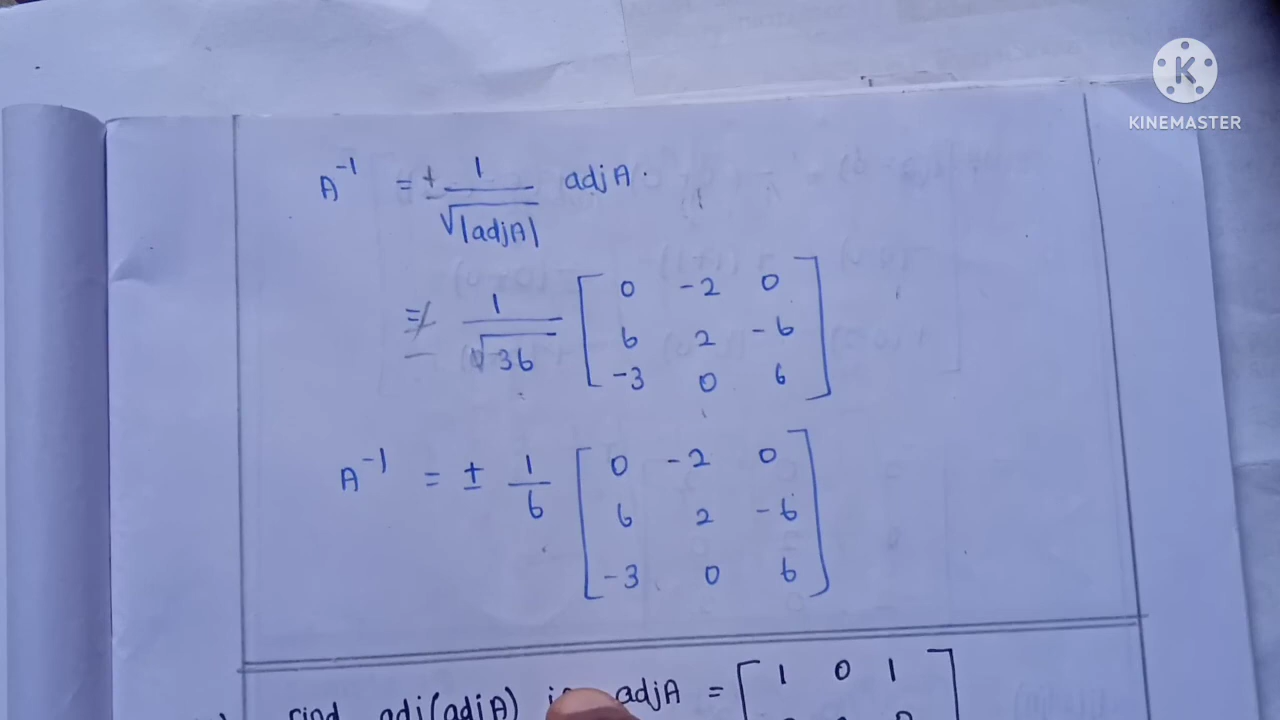 KINEMASTER
A⁻¹ = ± 1/√|adjA| adjA.
= ± 1/√36 [0 -2 0
6 2 -6
-3 0 6]
A⁻¹ = ± 1/6 [0 -2 0
6 2 -6
-3 0 6]
Find adj(adjA) adjA = [1 0 1